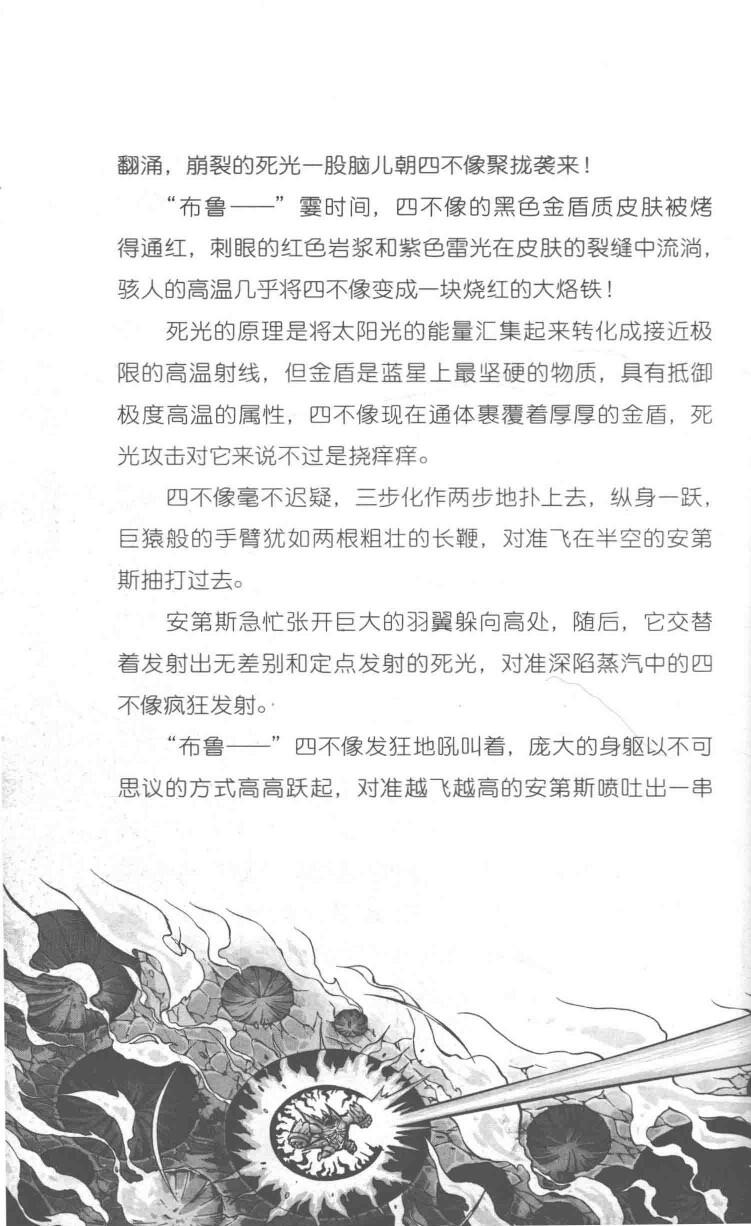 翻涌，崩裂的死光一股脑儿朝四不像聚拢袭来！
“布鲁——”霎时间，四不像的黑色金盾质皮肤被烤
得通红，刺眼的红色岩浆和紫色雷光在皮肤的裂缝中流淌，
骇人的高温几乎将四不像变成一块烧红的大烙铁！
死光的原理是将太阳光的能量汇集起来转化成接近极
限的高温射线，但金盾是蓝星上最坚硬的物质，具有抵御
极度高温的属性，四不像现在通体裹覆着厚厚的金盾，死
光攻击对它来说不过是挠痒痒。
四不像毫不迟疑，三步化作两步地扑上去，纵身一跃，
巨猿般的手臂犹如两根粗壮的长鞭，对准飞在半空的安第
斯抽打过去。
安第斯急忙张开巨大的羽翼躲向高处，随后，它交替
着发射出无差别和定点发射的死光，对准深陷蒸汽中的四
不像疯狂发射。
“布鲁——”四不像发狂地吼叫着，庞大的身躯以不可
思议的方式高高跃起，对准越飞越高的安第斯喷吐出一串